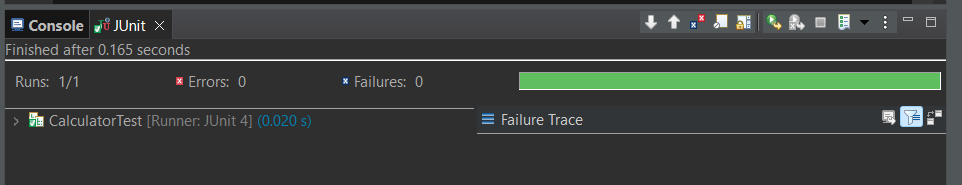 Console JUnit
Finished after 0.165 seconds
Runs: 1/1 Errors: 0 Failures: 0
CalculatorTest [Runner: JUnit 4] (0.020 s)
Failure Trace